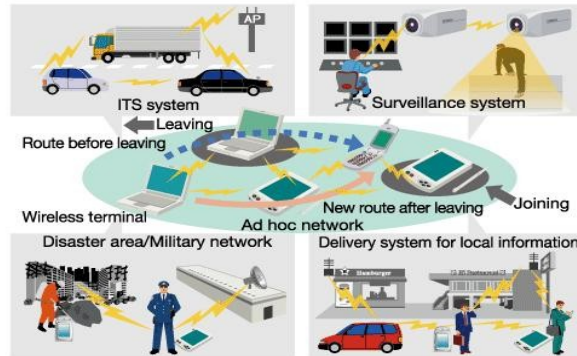 AP
ITS system
Surveillance system
Leaving
Route before leaving
Joining
Wireless terminal
New route after leaving
Ad hoc network
Disaster area/Military network
Delivery system for local information